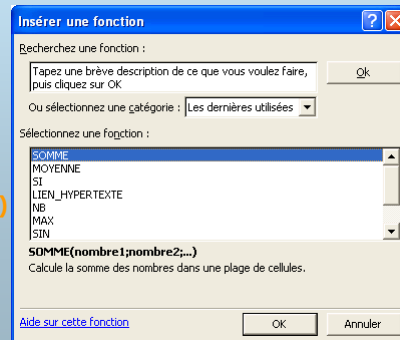 Insérer une fonction
Recherchez une fonction :
Tapez une brève description de ce que vous voulez faire,
puis cliquez sur OK
Ok
Ou sélectionnez une catégorie : Les dernières utilisées
Sélectionnez une fonction :
SOMME
MOYENNE
SI
LIEN_HYPERTEXTE
NB
MAX
SIN
)
SOMME(nombre1;nombre2;...)
Calcule la somme des nombres dans une plage de cellules.
Aide sur cette fonction
OK
Annuler